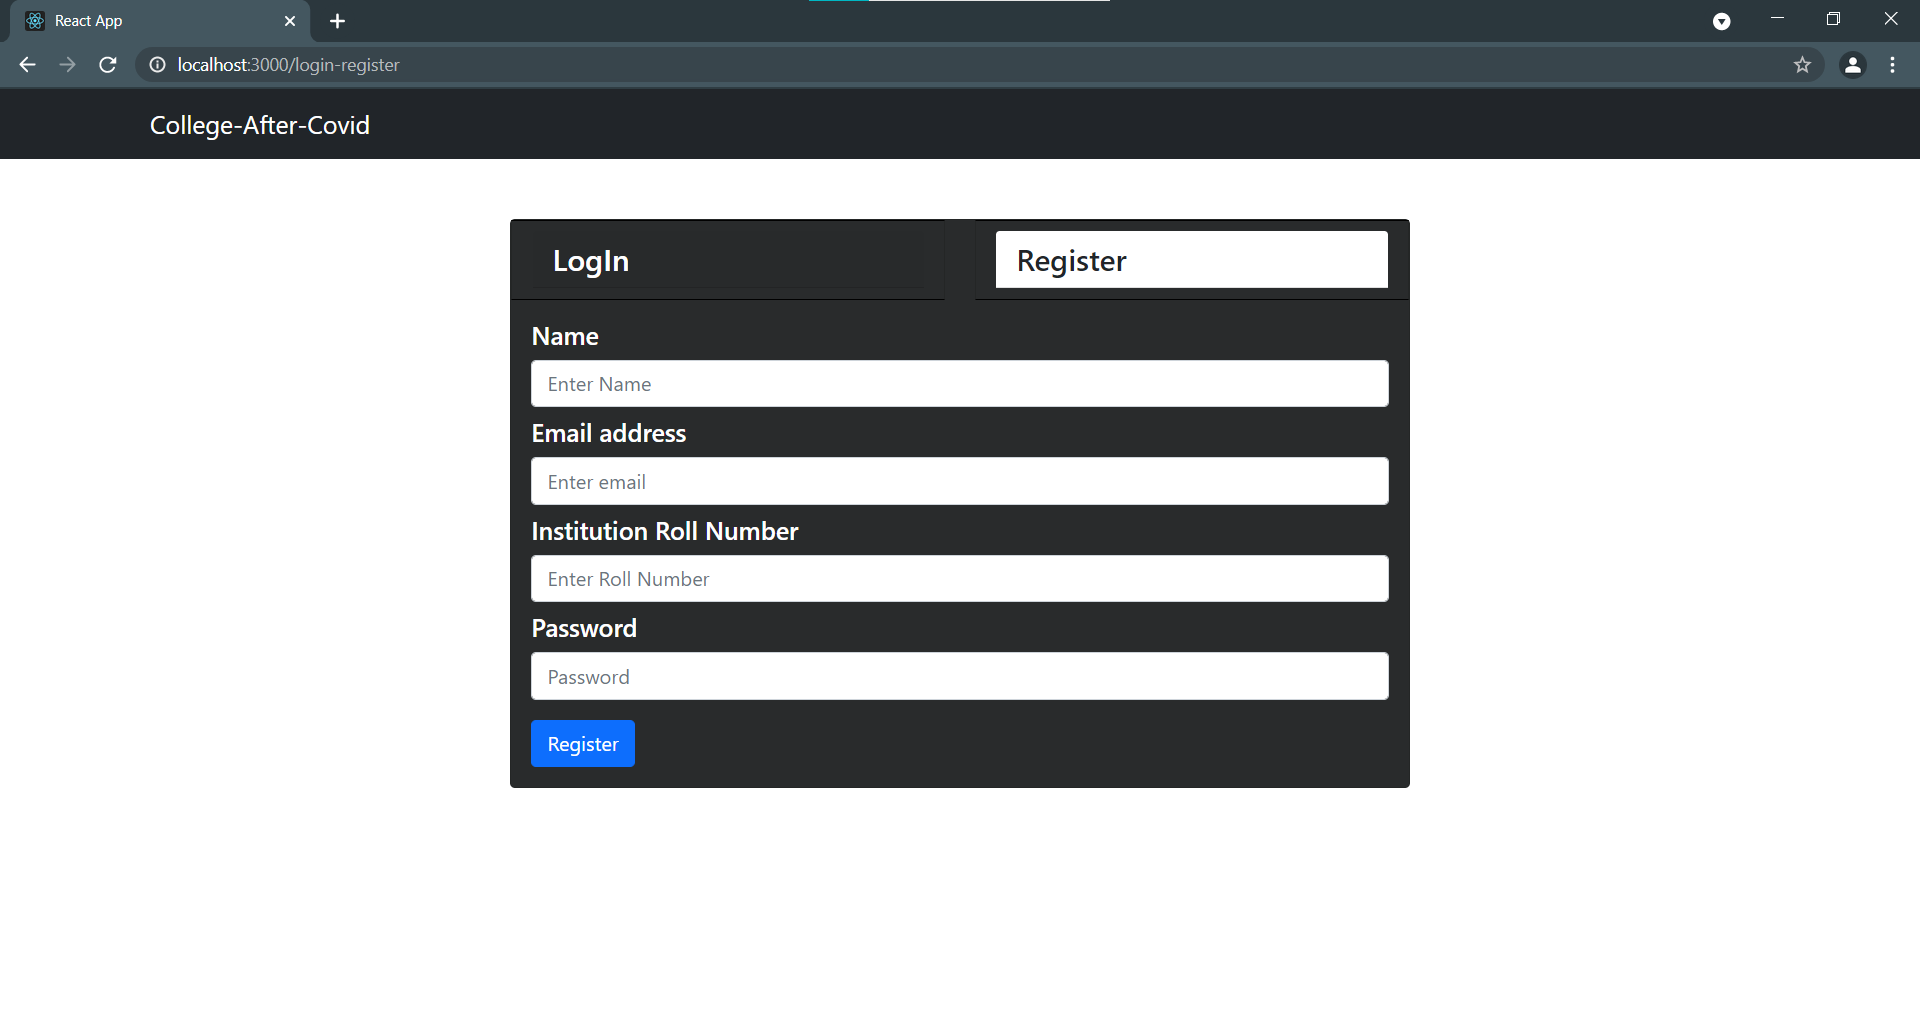 React App
localhost:3000/login-register
College-After-Covid
LogIn
Register
Name
Enter Name
Email address
Enter email
Institution Roll Number
Enter Roll Number
Password
Password
Register